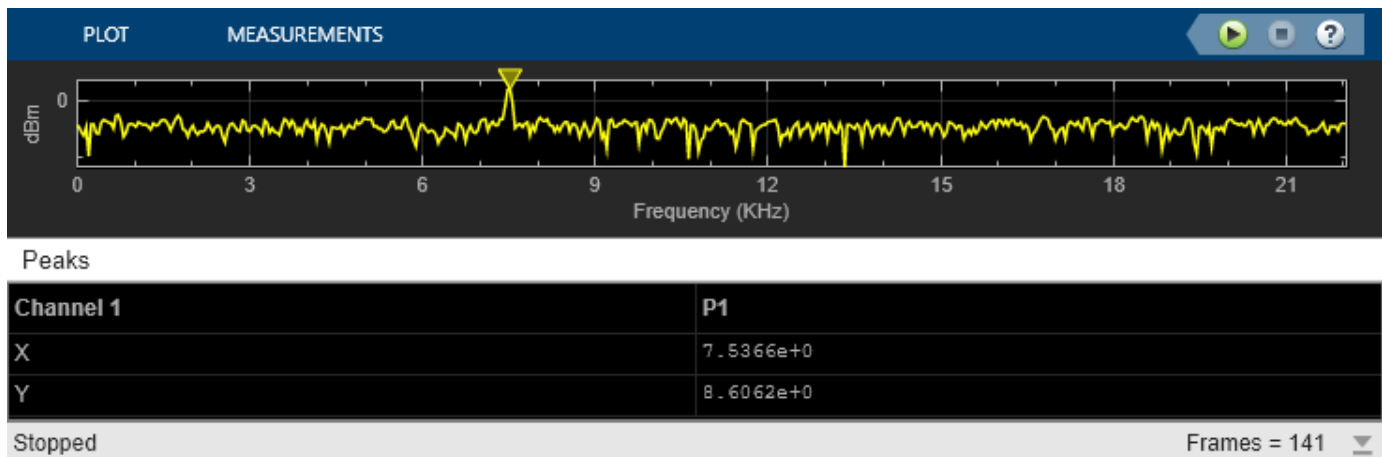 PLOT MEASUREMENTS ?
dBm
0
0 3 6 9 12 15 18 21
Frequency (KHz)
Peaks
Channel 1 P1
X 7.5366e+0
Y 8.6062e+0
Stopped Frames = 141